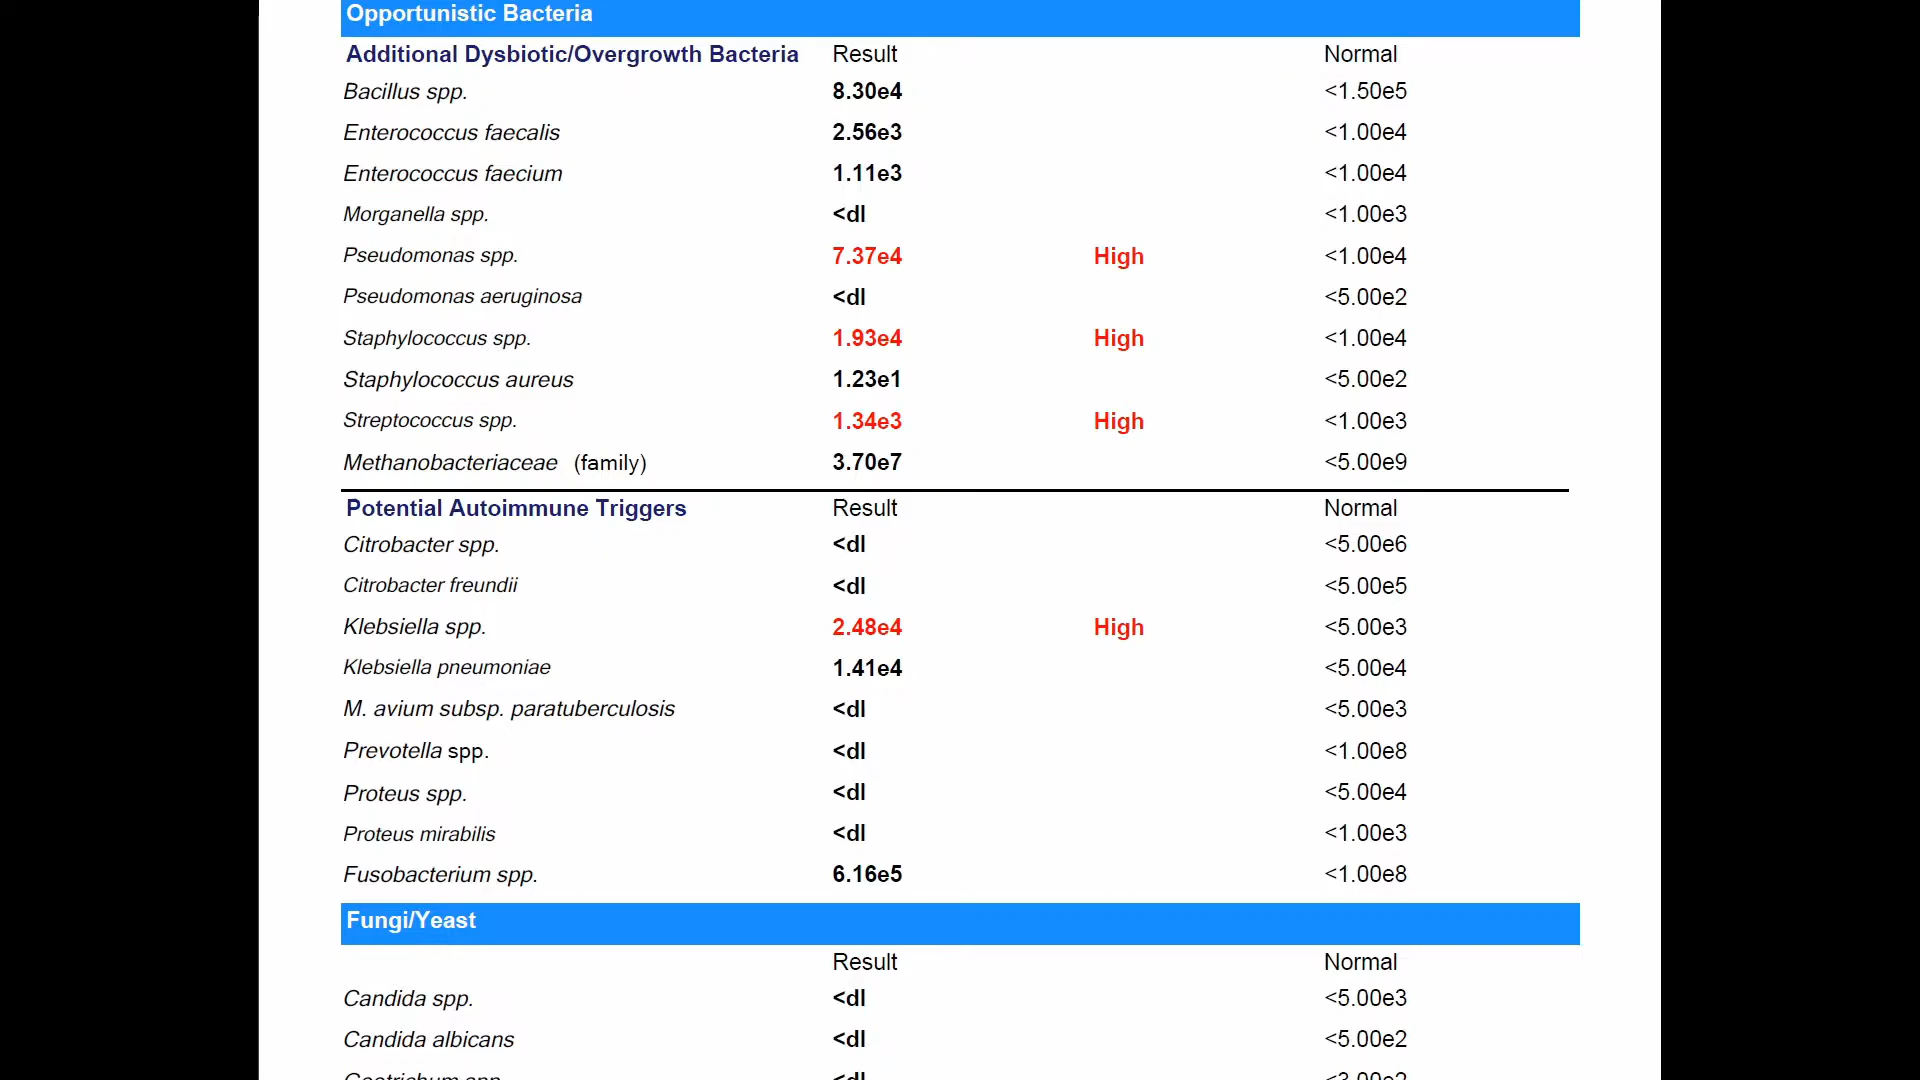 Opportunistic Bacteria
Additional Dysbiotic/Overgrowth Bacteria Result Normal
Bacillus spp. 8.30e4 <1.50e5
Enterococcus faecalis 2.56e3 <1.00e4
Enterococcus faecium 1.11e3 <1.00e4
Morganella spp. <dl <1.00e3
Pseudomonas spp. 7.37e4 High <1.00e4
Pseudomonas aeruginosa <dl <5.00e2
Staphylococcus spp. 1.93e4 High <1.00e4
Staphylococcus aureus 1.23e1 <5.00e2
Streptococcus spp. 1.34e3 High <1.00e3
Methanobacteriaceae (family) 3.70e7 <5.00e9
Potential Autoimmune Triggers Result Normal
Citrobacter spp. <dl <5.00e6
Citrobacter freundii <dl <5.00e5
Klebsiella spp. 2.48e4 High <5.00e3
Klebsiella pneumoniae 1.41e4 <5.00e4
M. avium subsp. paratuberculosis <dl <5.00e3
Prevotella spp. <dl <1.00e8
Proteus spp. <dl <5.00e4
Proteus mirabilis <dl <1.00e3
Fusobacterium spp. 6.16e5 <1.00e8
Fungi/Yeast
Result Normal
Candida spp. <dl <5.00e3
Candida albicans <dl <5.00e2
<dl